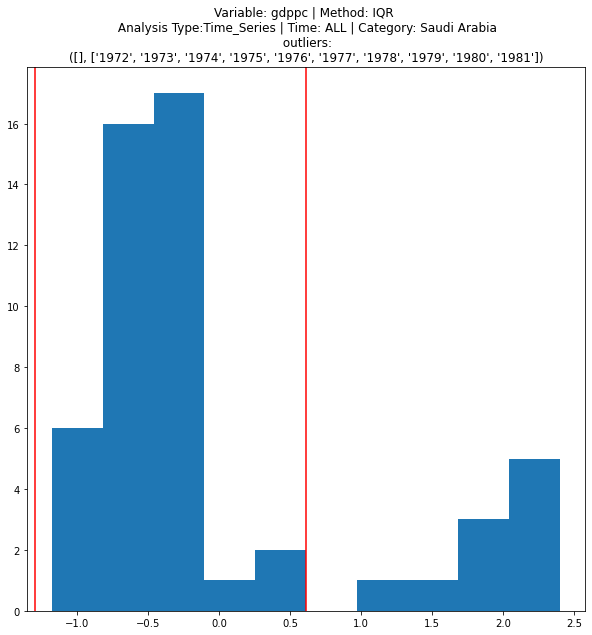 Variable: gdppc | Method: IQR
Analysis Type:Time_Series | Time: ALL | Category: Saudi Arabia
outliers:
([], ['1972', '1973', '1974', '1975', '1976', '1977', '1978', '1979', '1980', '1981'])
16
14
12
10
8
6
4
2
0
−1.0 −0.5 0.0 0.5 1.0 1.5 2.0 2.5